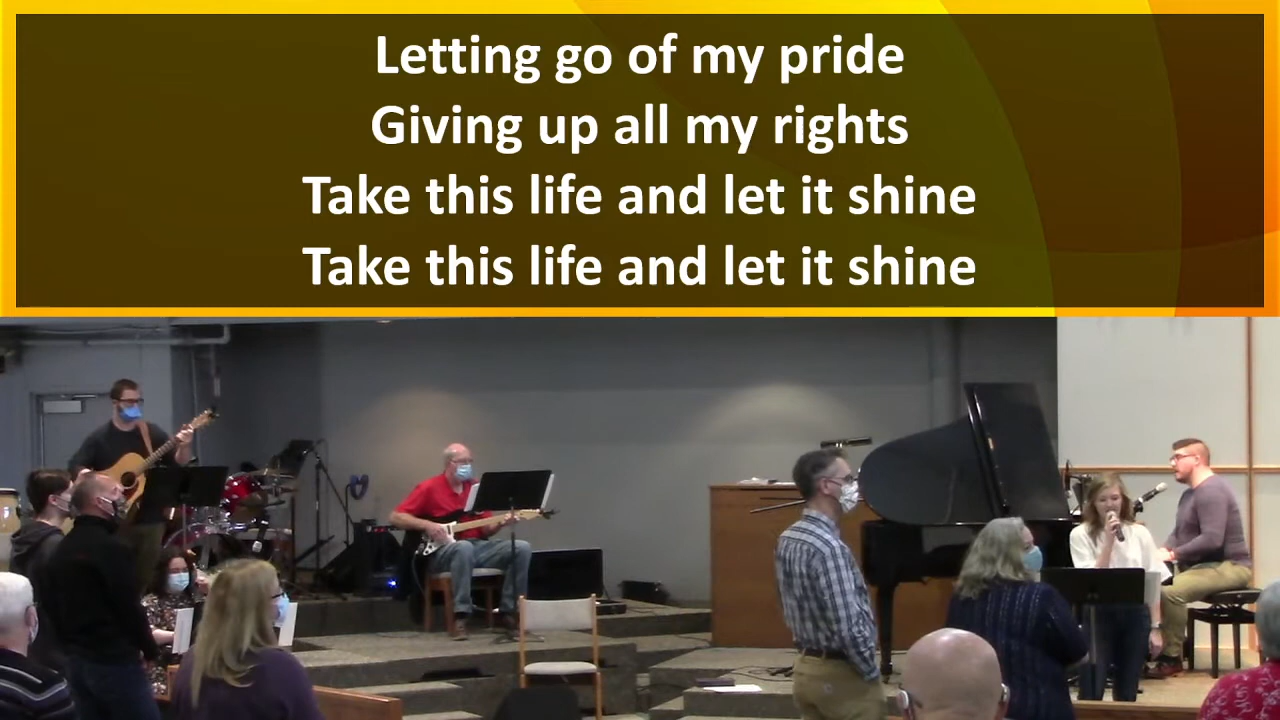 Letting go of my pride
Giving up all my rights
Take this life and let it shine
Take this life and let it shine